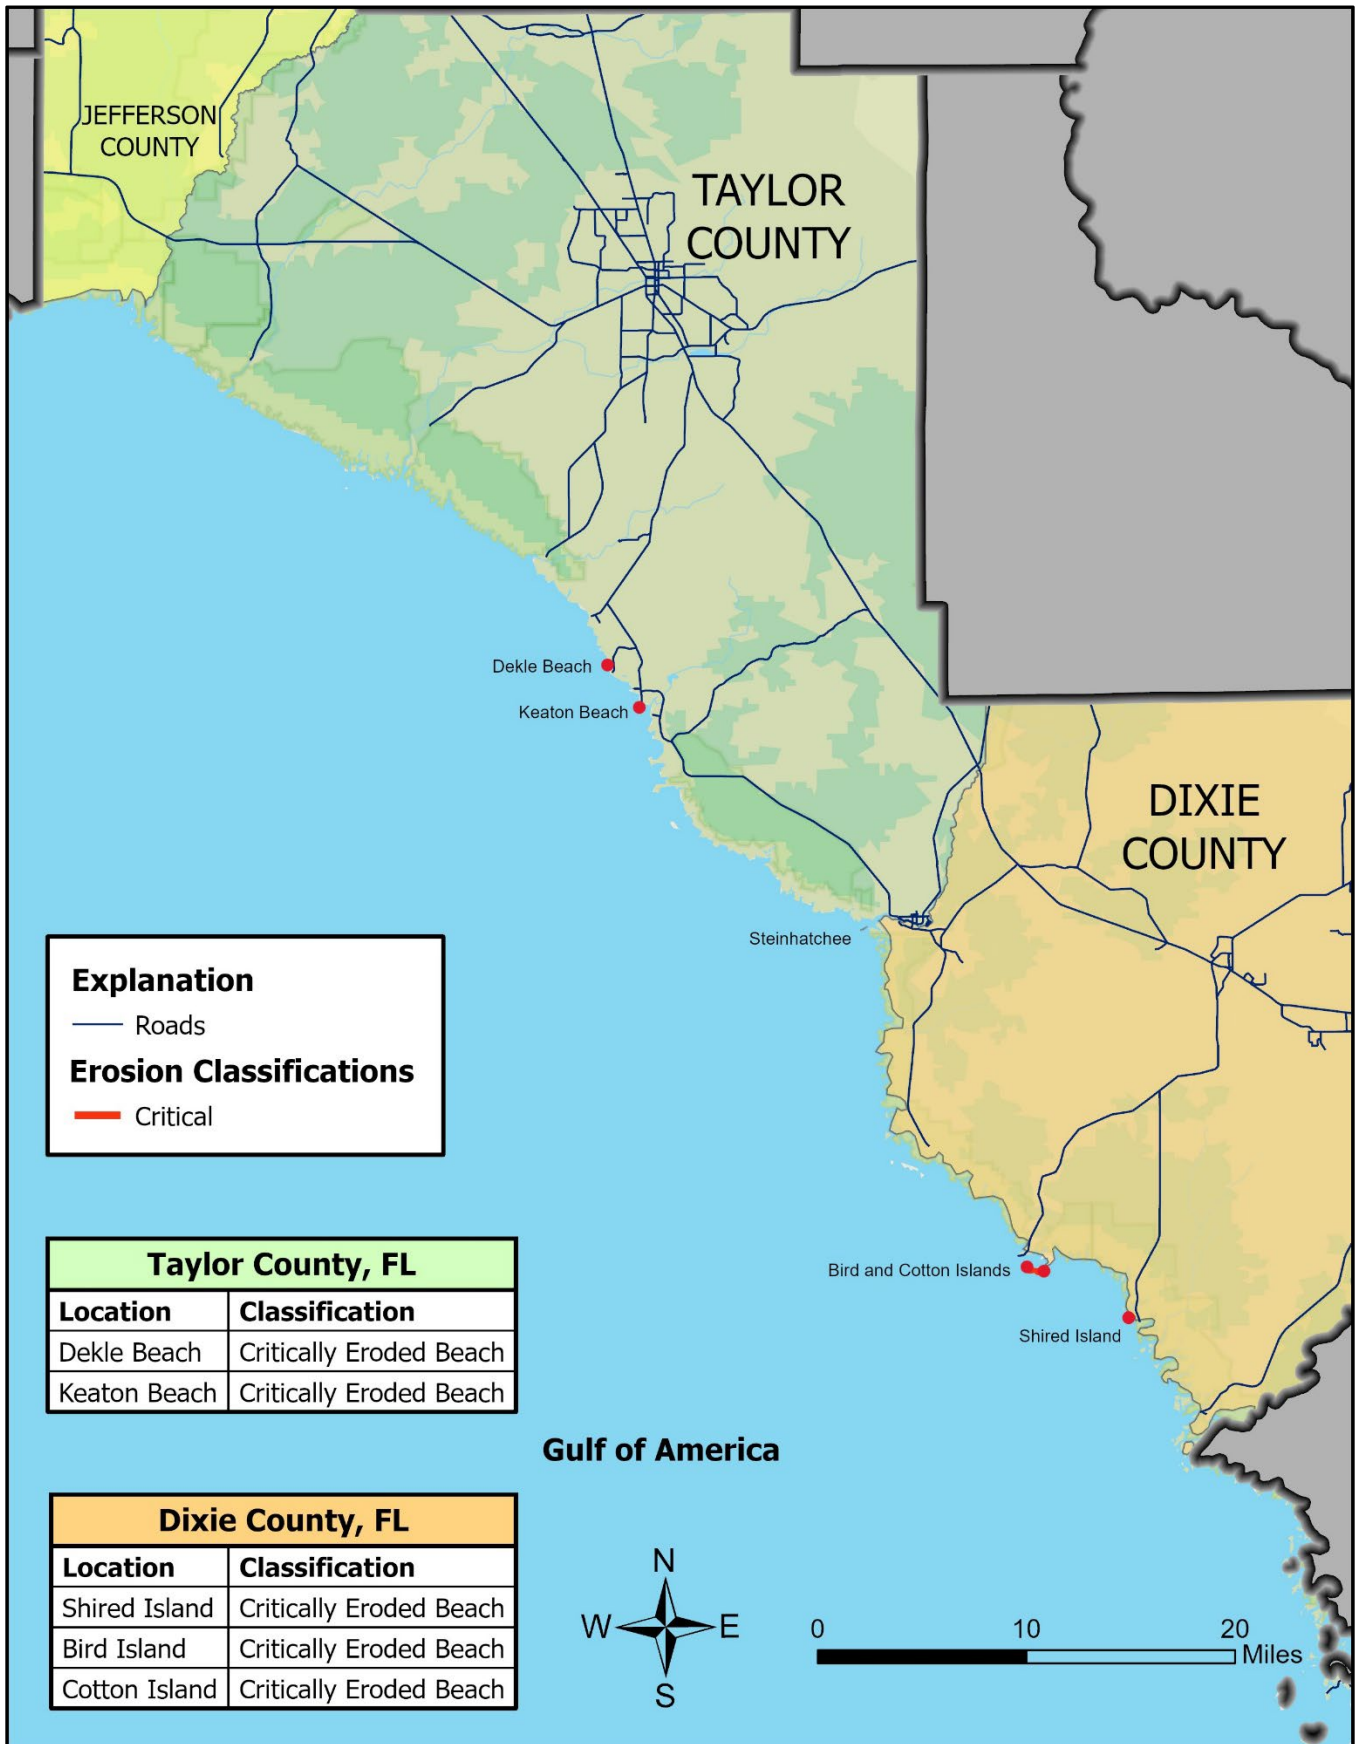 JEFFERSON
COUNTY
TAYLOR
COUNTY
Dekle Beach
Keaton Beach
DIXIE
COUNTY
Steinhatchee
Explanation
Roads
Erosion Classifications
Critical
Bird and Cotton Islands
Shired Island
Taylor County, FL
Location Classification
Dekle Beach Critically Eroded Beach
Keaton Beach Critically Eroded Beach
Gulf of America
Dixie County, FL
Location Classification
Shired Island Critically Eroded Beach
Bird Island Critically Eroded Beach
Cotton Island Critically Eroded Beach
N
W E
S
0 10 20
Miles